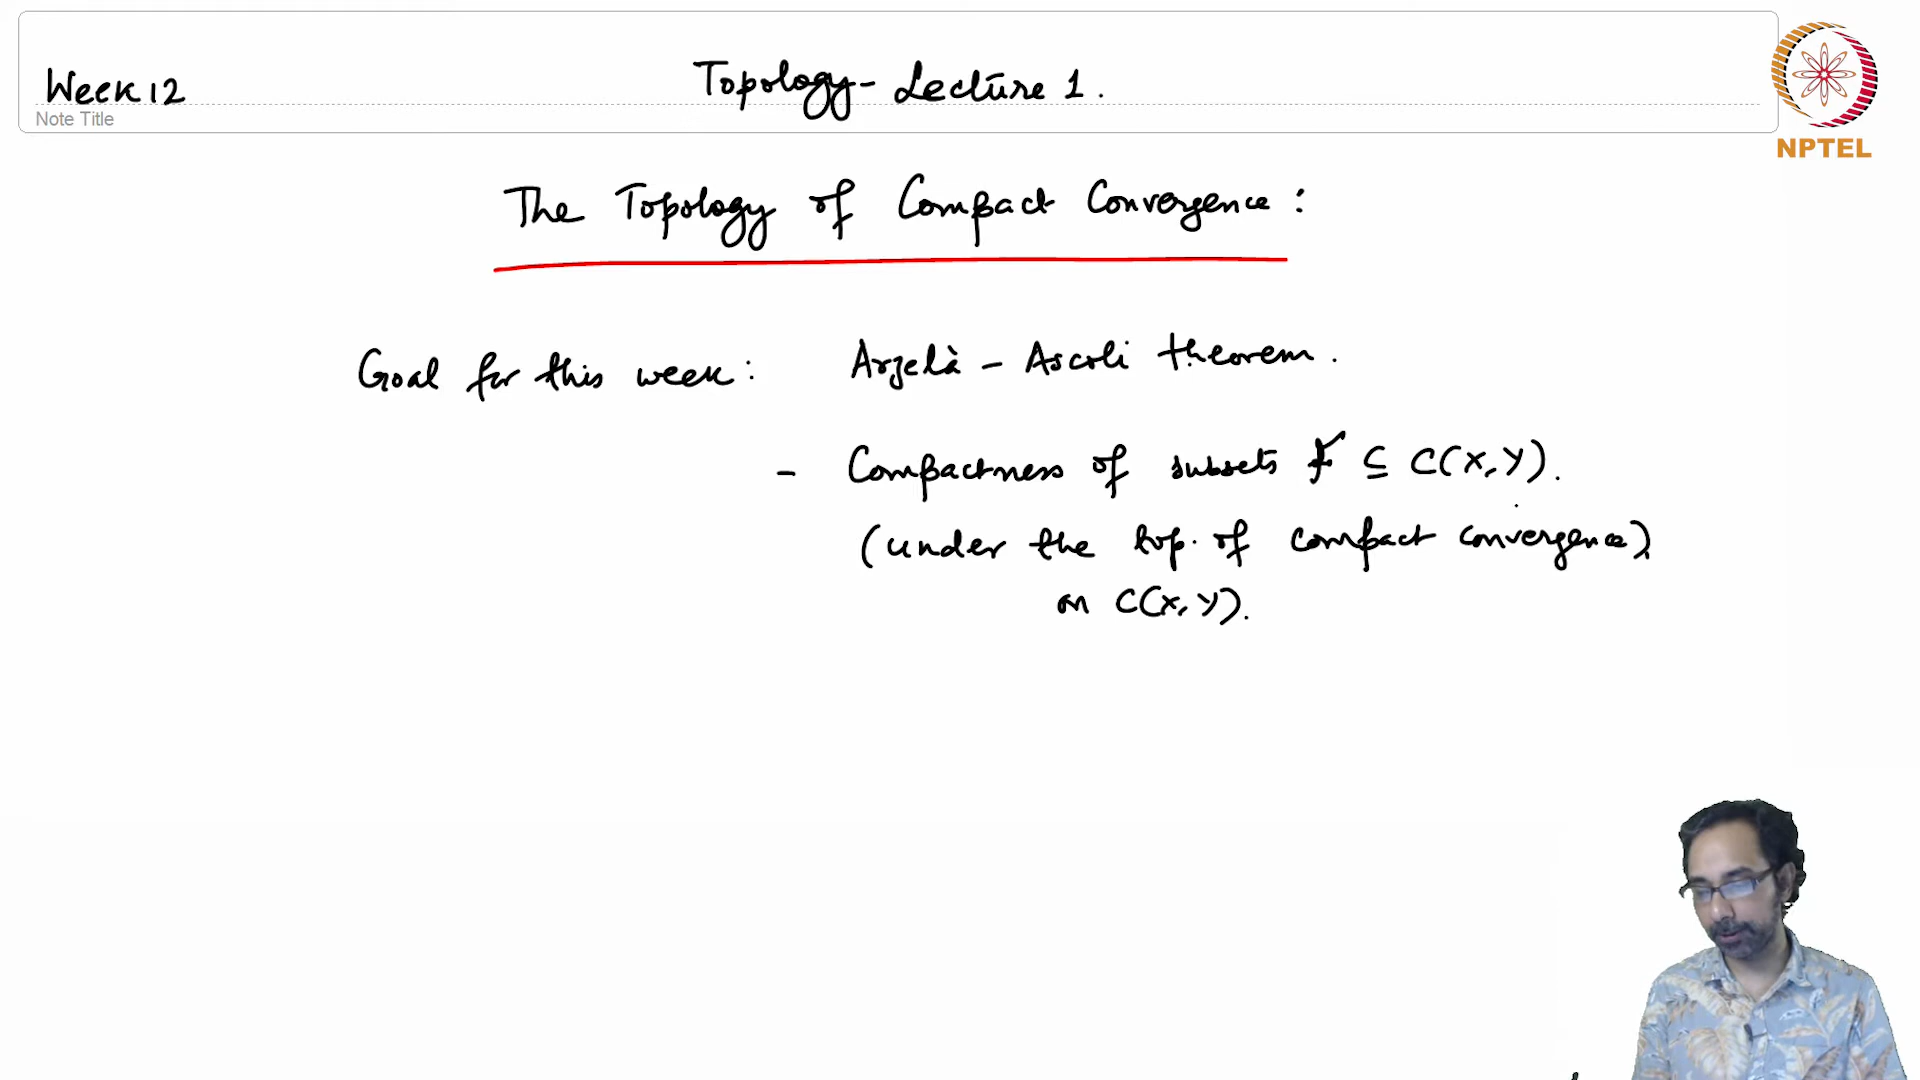 Week 12
Topology - Lecture 1.
Note Title
NPTEL
The Topology of Compact Convergence :
Goal for this week : Arzelà - Ascoli theorem.
- Compactness of subsets F ⊆ C(X, Y).
(under the top. of compact convergence)
on C(X, Y).